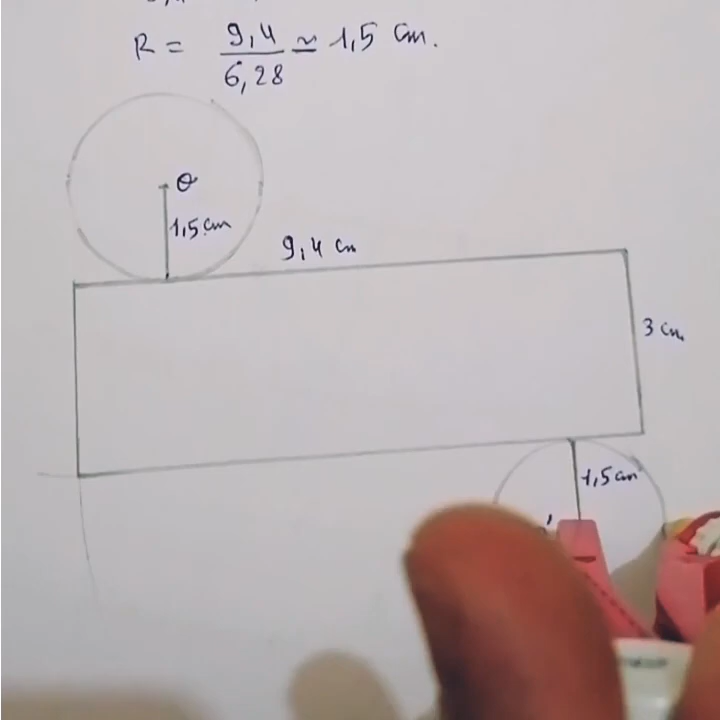 R = 9,4 / 6,28 ≃ 1,5 cm.
O
1,5 cm
9,4 cm
3 cm
1,5 cm